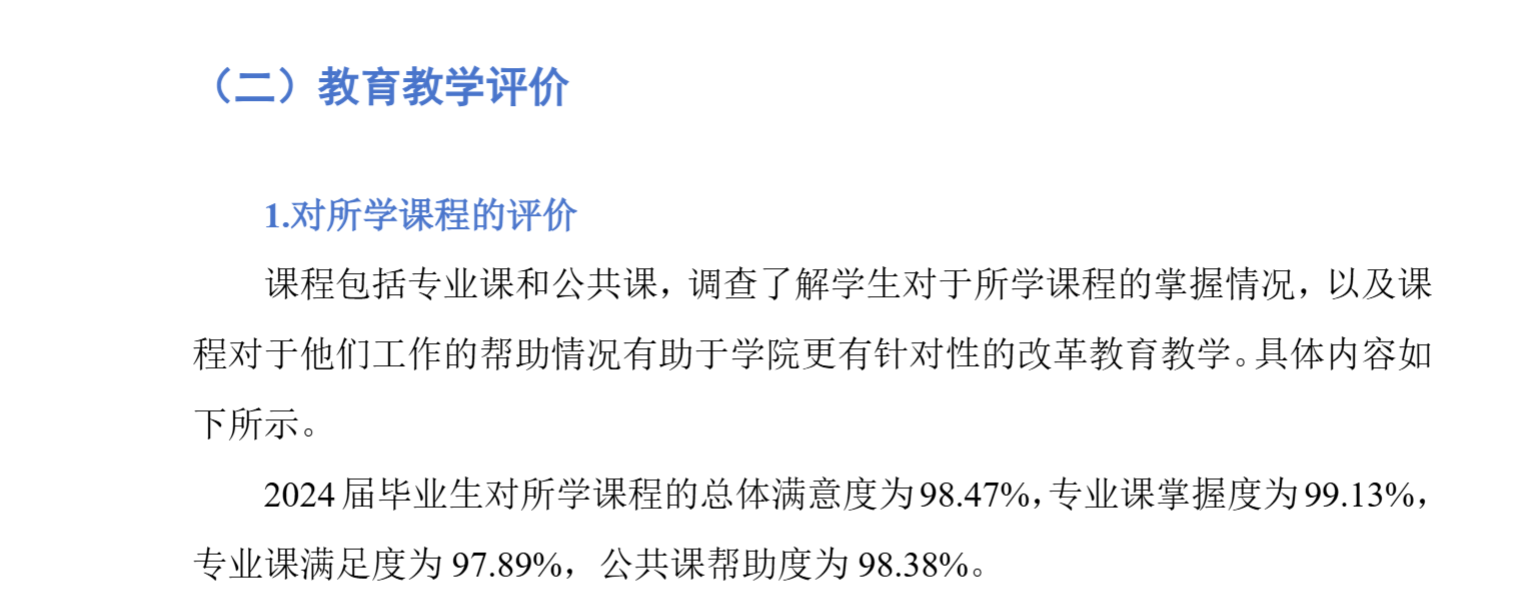 （二）教育教学评价
1.对所学课程的评价
课程包括专业课和公共课，调查了解学生对于所学课程的掌握情况，以及课
程对于他们工作的帮助情况有助于学院更有针对性的改革教育教学。具体内容如
下所示。
2024 届毕业生对所学课程的总体满意度为 98.47%，专业课掌握度为 99.13%，
专业课满足度为 97.89%，公共课帮助度为 98.38%。